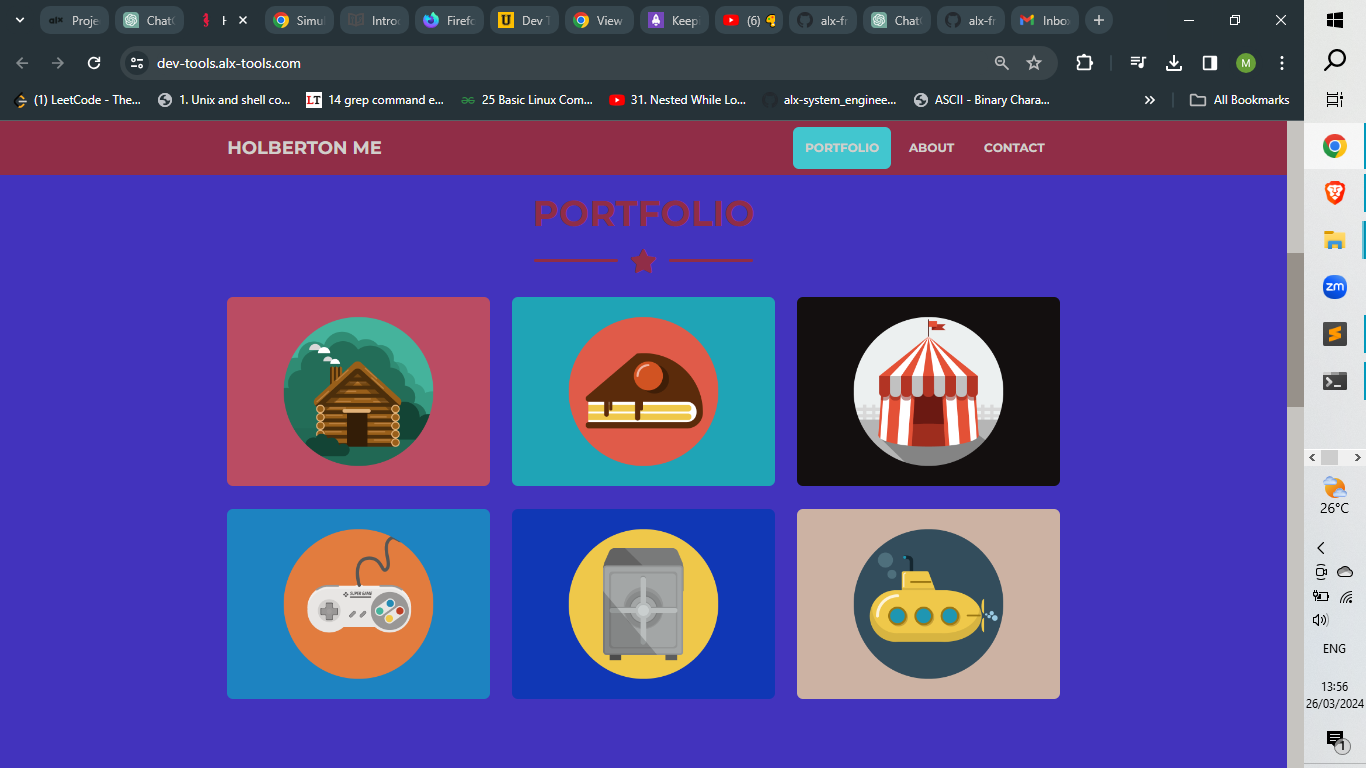 Proje
ChatG
H
Simul
Introd
Firefo
Dev T
View
Keep
(6)
alx-fr
ChatG
alx-fr
Inbox
dev-tools.alx-tools.com
M
(1) LeetCode - The...
1. Unix and shell co...
LT 14 grep command e...
25 Basic Linux Com...
31. Nested While Lo...
alx-system_enginee...
ASCII - Binary Chara...
All Bookmarks
HOLBERTON ME
PORTFOLIO
ABOUT
CONTACT
PORTFOLIO
SUPER GAME
zm
26°C
ENG
13:56
26/03/2024
1